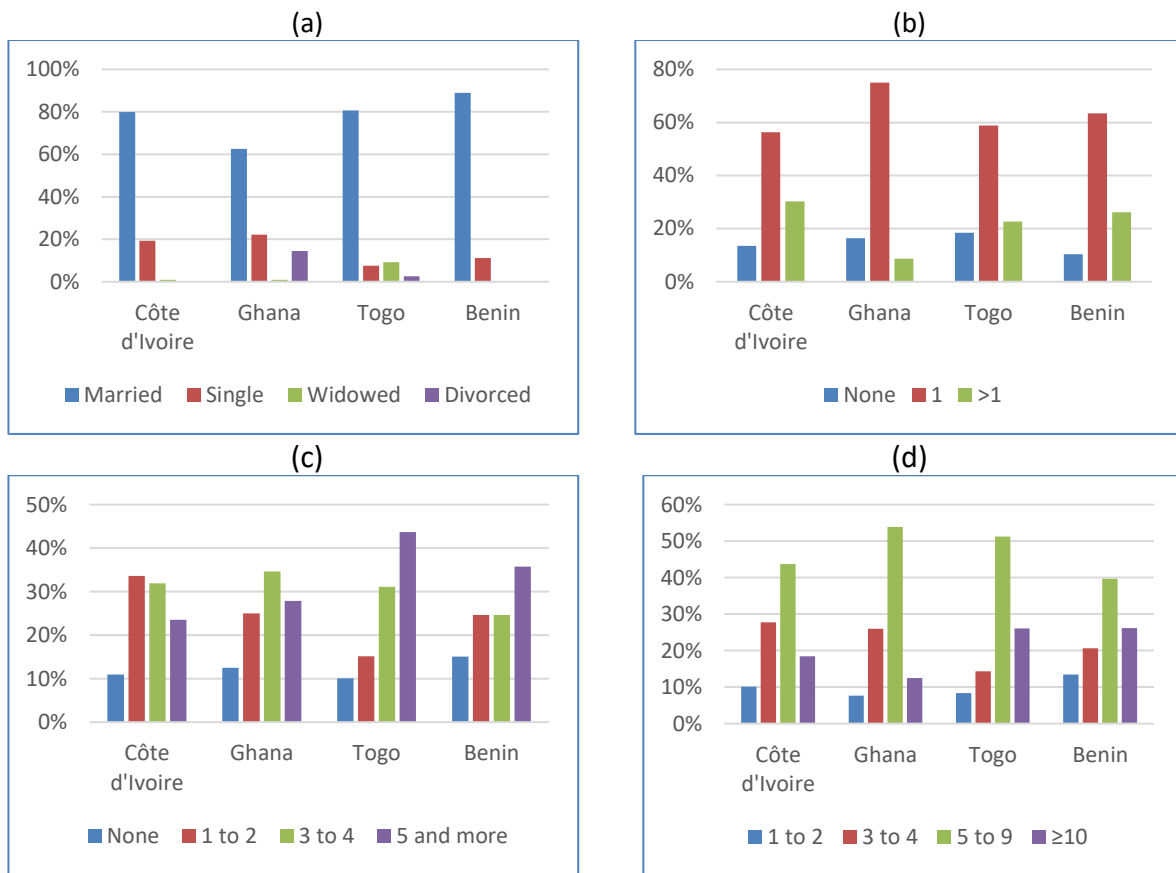 (a)
100%
80%
60%
40%
20%
0%
Côte
d'Ivoire
Ghana
Togo
Benin
Married
Single
Widowed
Divorced
(b)
80%
60%
40%
20%
0%
Côte
d'Ivoire
Ghana
Togo
Benin
None
1
>1
(c)
50%
40%
30%
20%
10%
0%
Côte
d'Ivoire
Ghana
Togo
Benin
None
1 to 2
3 to 4
5 and more
(d)
60%
50%
40%
30%
20%
10%
0%
Côte
d'Ivoire
Ghana
Togo
Benin
1 to 2
3 to 4
5 to 9
≥10